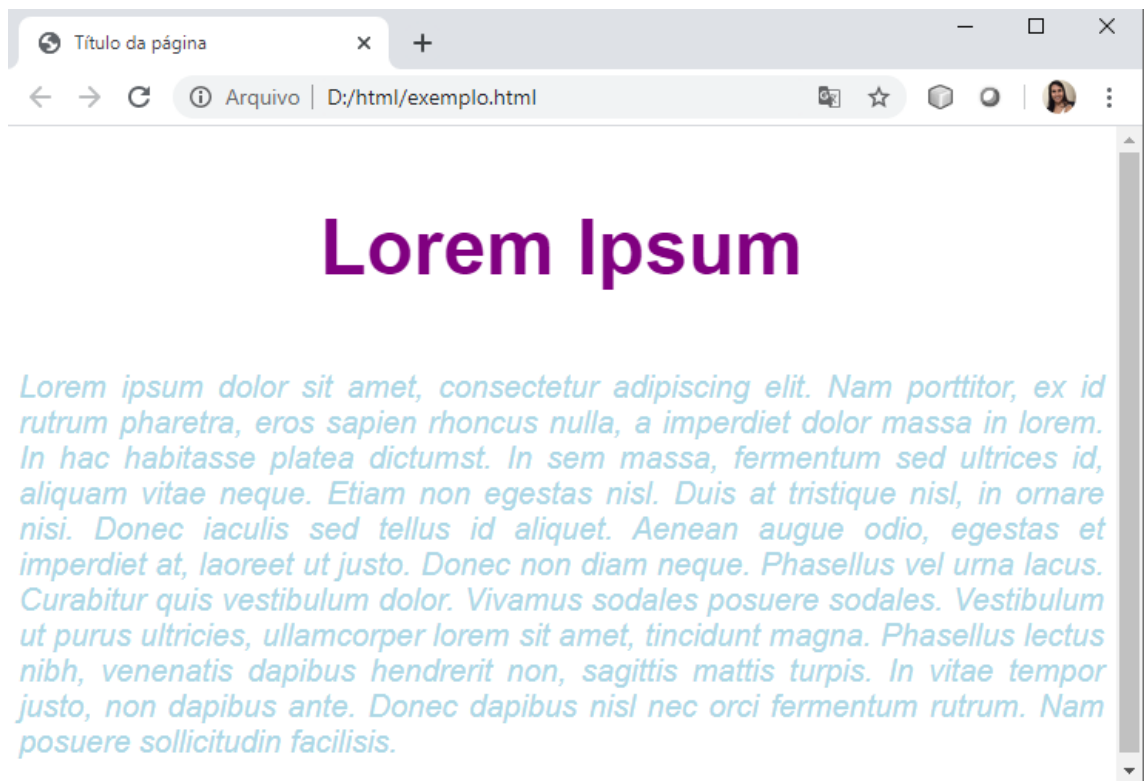 Título da página
Arquivo D:/html/exemplo.html
Lorem Ipsum
Lorem ipsum dolor sit amet, consectetur adipiscing elit. Nam porttitor, ex id
rutrum pharetra, eros sapien rhoncus nulla, a imperdiet dolor massa in lorem.
In hac habitasse platea dictumst. In sem massa, fermentum sed ultrices id,
aliquam vitae neque. Etiam non egestas nisl. Duis at tristique nisl, in ornare
nisi. Donec iaculis sed tellus id aliquet. Aenean augue odio, egestas et
imperdiet at, laoreet ut justo. Donec non diam neque. Phasellus vel urna lacus.
Curabitur quis vestibulum dolor. Vivamus sodales posuere sodales. Vestibulum
ut purus ultricies, ullamcorper lorem sit amet, tincidunt magna. Phasellus lectus
nibh, venenatis dapibus hendrerit non, sagittis mattis turpis. In vitae tempor
justo, non dapibus ante. Donec dapibus nisl nec orci fermentum rutrum. Nam
posuere sollicitudin facilisis.